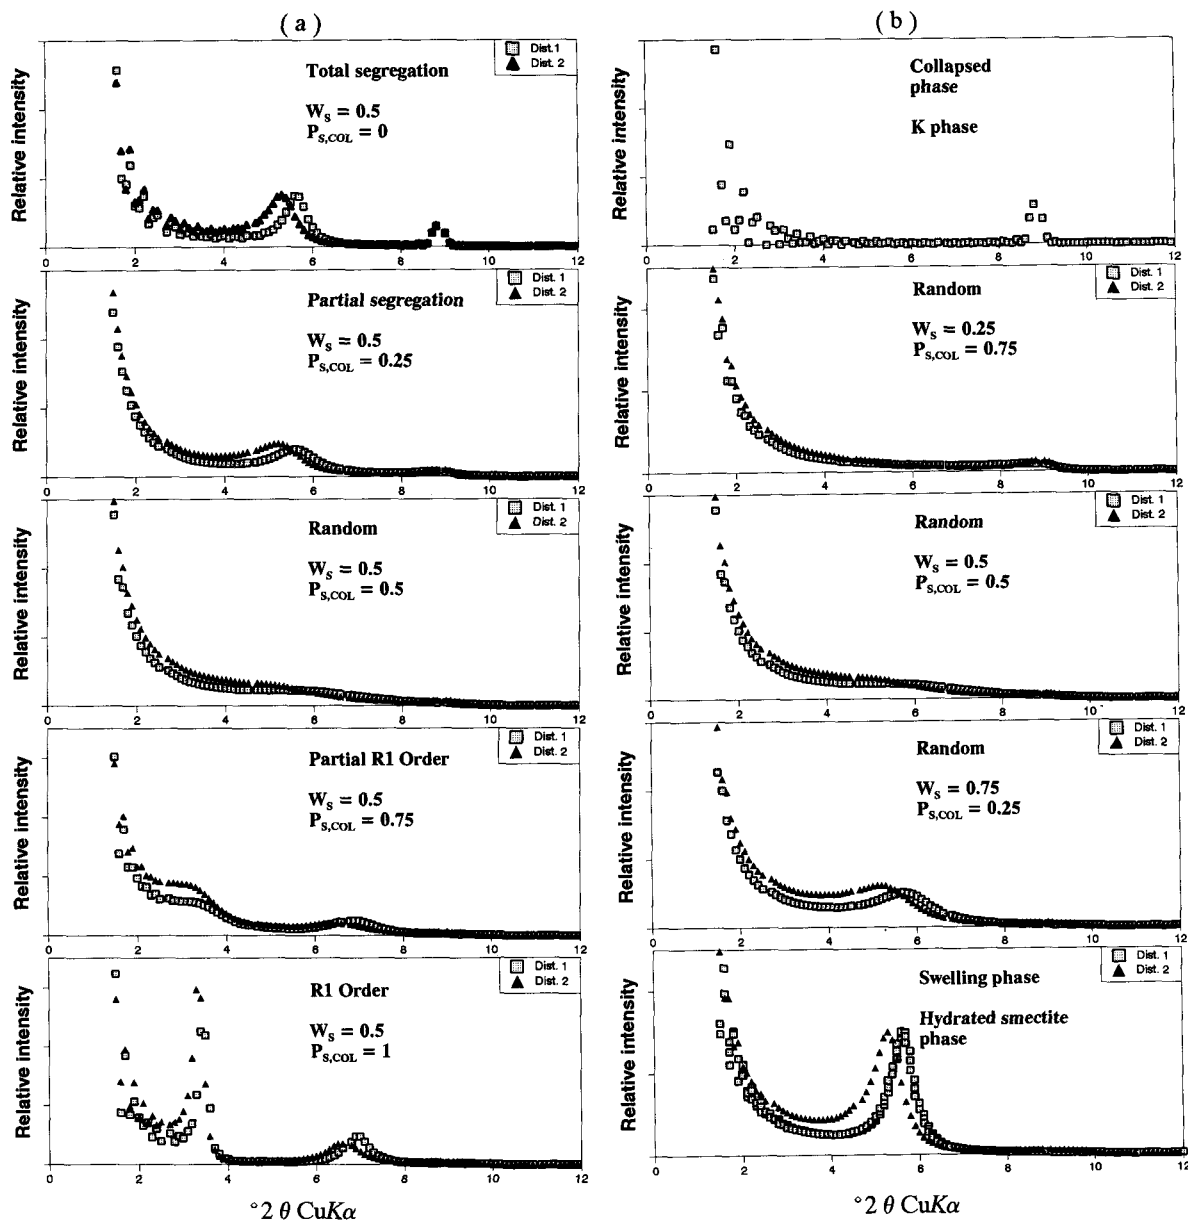 ( a )
Relative intensity
Dist.1
Dist. 2
Total segregation
W_S = 0.5
P_S,COL = 0
0 2 4 6 8 10 12
Relative intensity
Dist. 1
Dist. 2
Partial segregation
W_S = 0.5
P_S,COL = 0.25
0 2 4 6 8 10 12
Relative intensity
Dist. 1
Dist. 2
Random
W_S = 0.5
P_S,COL = 0.5
0 2 4 6 8 10 12
Relative intensity
Dist. 1
Dist. 2
Partial R1 Order
W_S = 0.5
P_S,COL = 0.75
0 2 4 6 8 10 12
Relative intensity
Dist. 1
Dist. 2
R1 Order
W_S = 0.5
P_S,COL = 1
0 2 4 6 8 10 12
°2 θ CuKα
( b )
Relative intensity
Collapsed
phase
K phase
0 2 4 6 8 10 12
Relative intensity
Dist. 1
Dist. 2
Random
W_S = 0.25
P_S,COL = 0.75
0 2 4 6 8 10 12
Relative intensity
Dist. 1
Dist. 2
Random
W_S = 0.5
P_S,COL = 0.5
0 2 4 6 8 10 12
Relative intensity
Dist. 1
Dist. 2
Random
W_S = 0.75
P_S,COL = 0.25
0 2 4 6 8 10 12
Relative intensity
Dist. 1
Dist. 2
Swelling phase
Hydrated smectite
phase
0 2 4 6 8 10 12
°2 θ CuKα